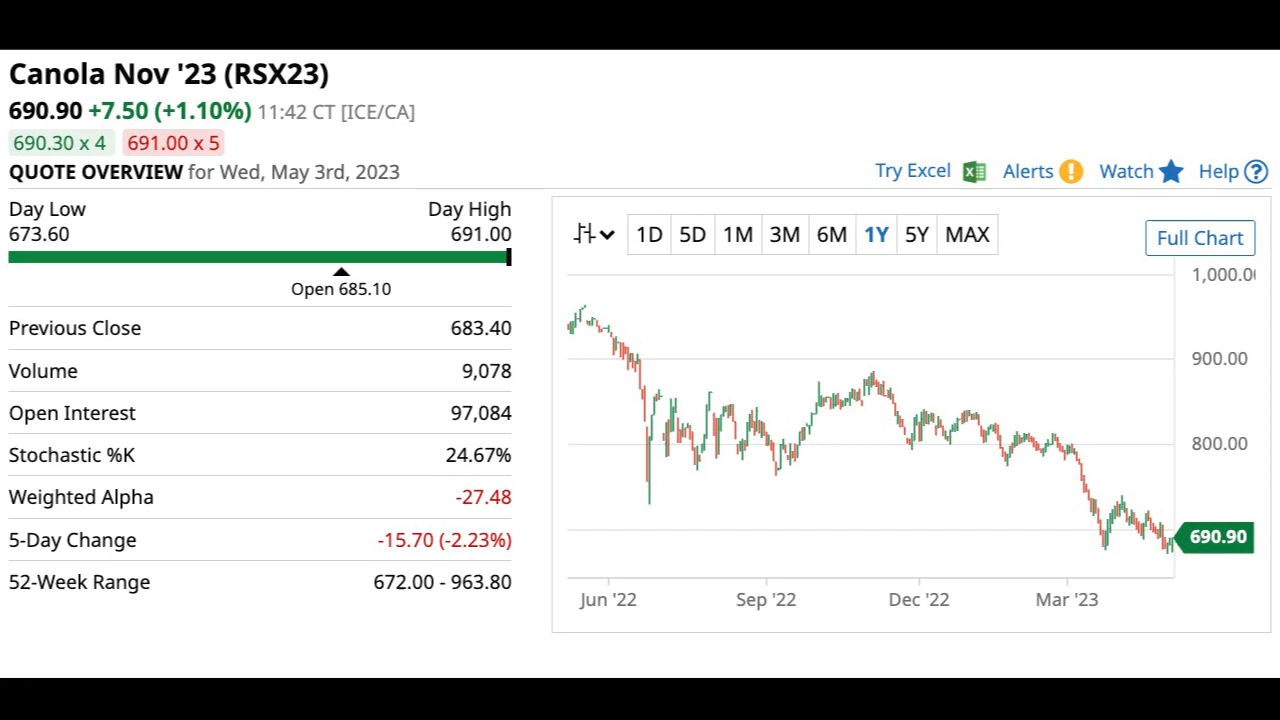 Canola Nov '23 (RSX23)
690.90 +7.50 (+1.10%) 11:42 CT [ICE/CA]
690.30 x 4 691.00 x 5
QUOTE OVERVIEW for Wed, May 3rd, 2023
Try Excel Alerts Watch Help
Day Low Day High
673.60 691.00
Open 685.10
Previous Close 683.40
Volume 9,078
Open Interest 97,084
Stochastic %K 24.67%
Weighted Alpha -27.48
5-Day Change -15.70 (-2.23%)
52-Week Range 672.00 - 963.80
1D 5D 1M 3M 6M 1Y 5Y MAX Full Chart
1,000.0
900.00
800.00
690.90
Jun '22 Sep '22 Dec '22 Mar '23